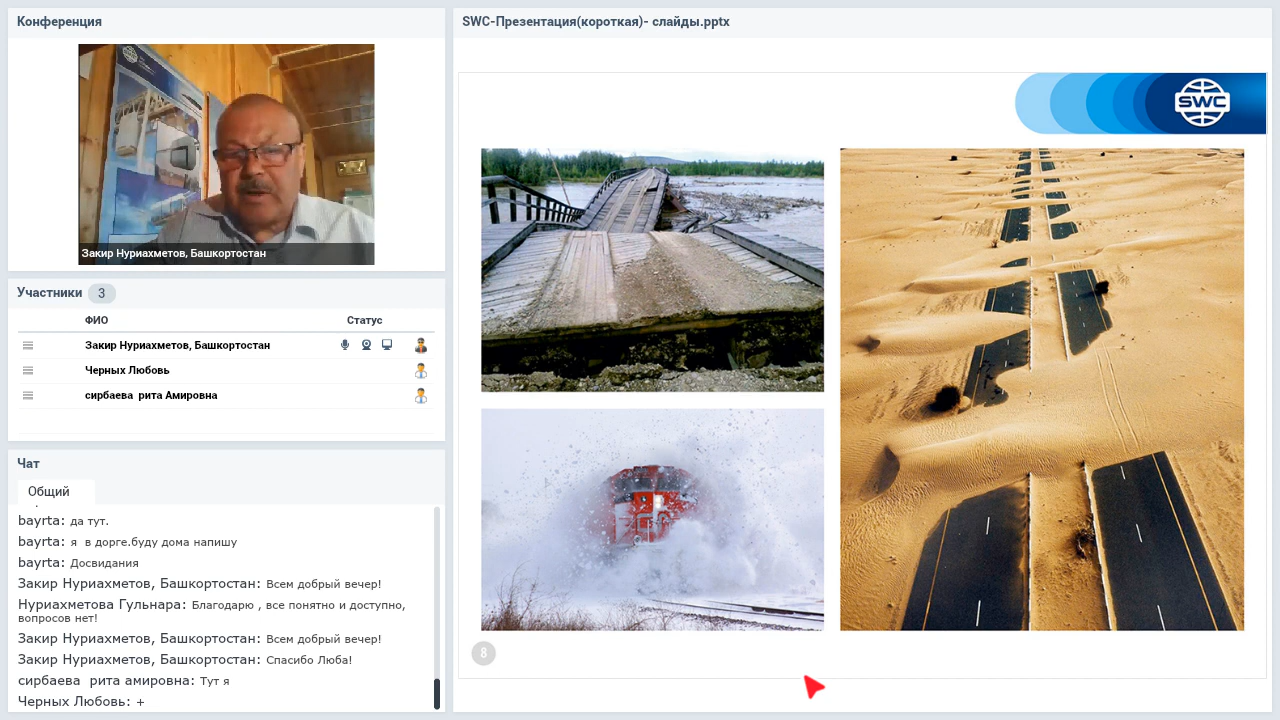 Конференция
Закир Нуриахметов, Башкортостан
Участники 3
ФИО Статус
Закир Нуриахметов, Башкортостан
Черных Любовь
сирбаева рита Амировна
Чат
Общий
bayrta: да тут.
bayrta: я в дорге.буду дома напишу
bayrta: Досвидания
Закир Нуриахметов, Башкортостан: Всем добрый вечер!
Нуриахметова Гульнара: Благодарю , все понятно и доступно,
вопросов нет!
Закир Нуриахметов, Башкортостан: Всем добрый вечер!
Закир Нуриахметов, Башкортостан: Спасибо Люба!
сирбаева рита амировна: Тут я
Черных Любовь: +
SWC-Презентация(короткая)- слайды.pptx
SWC
8